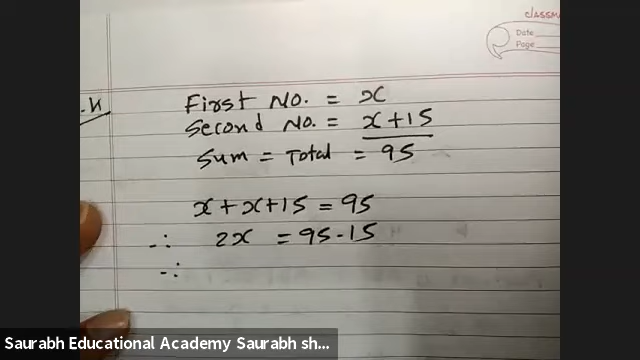 CLASSM
Date
Page
First No. = x
Second No. = x+15
Sum = Total = 95
x + x + 15 = 95
∴ 2x = 95 - 15
∴
Saurabh Educational Academy Saurabh sh...